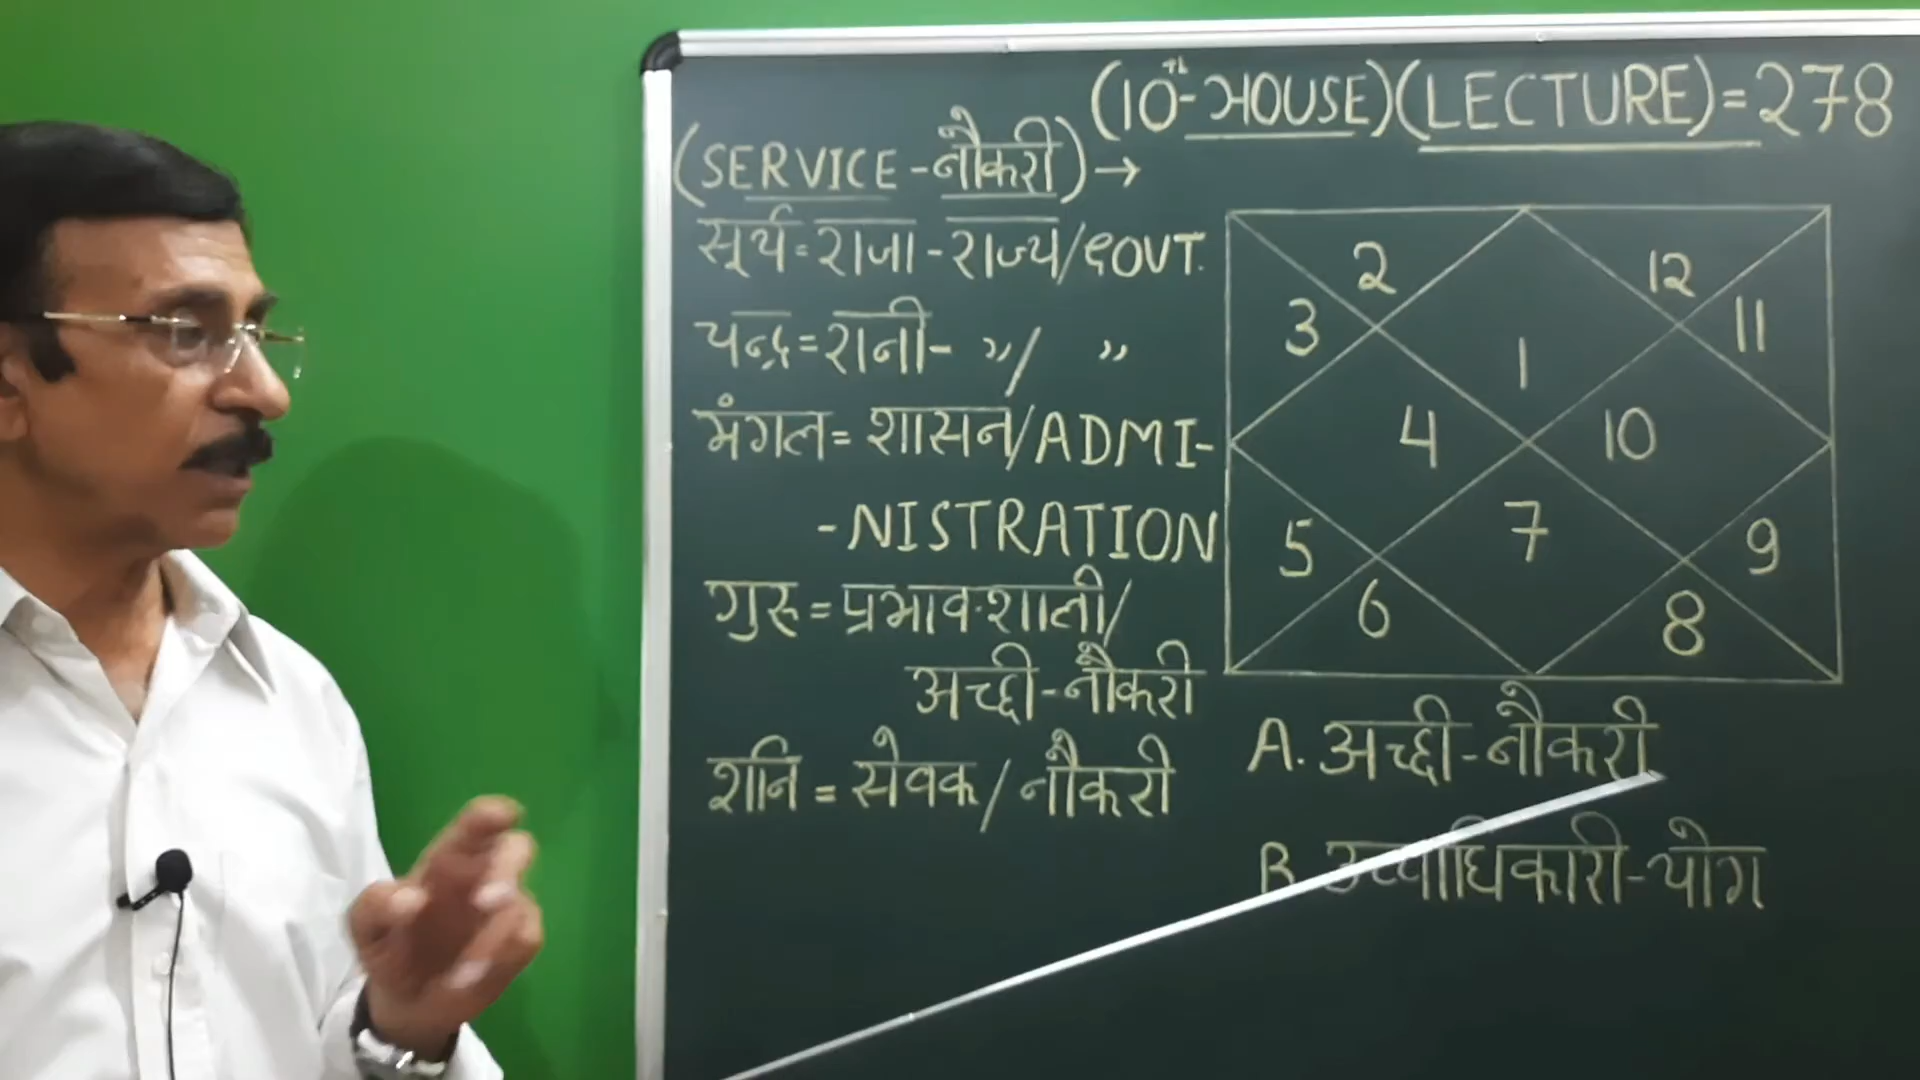 (10th-HOUSE)(LECTURE)=278
(SERVICE-नौकरी)→
सूर्य=राजा-राज्य/GOVT.
चन्द्र=रानी- ” / ”
मंगल=शासन/ADMI-
-NISTRATION
गुरू=प्रभाव-शाली/
अच्छी-नौकरी
शनि=सेवक/नौकरी
2
12
3
11
1
4
10
5
7
9
6
8
A. अच्छी-नौकरी
B. उच्चाधिकारी-योग